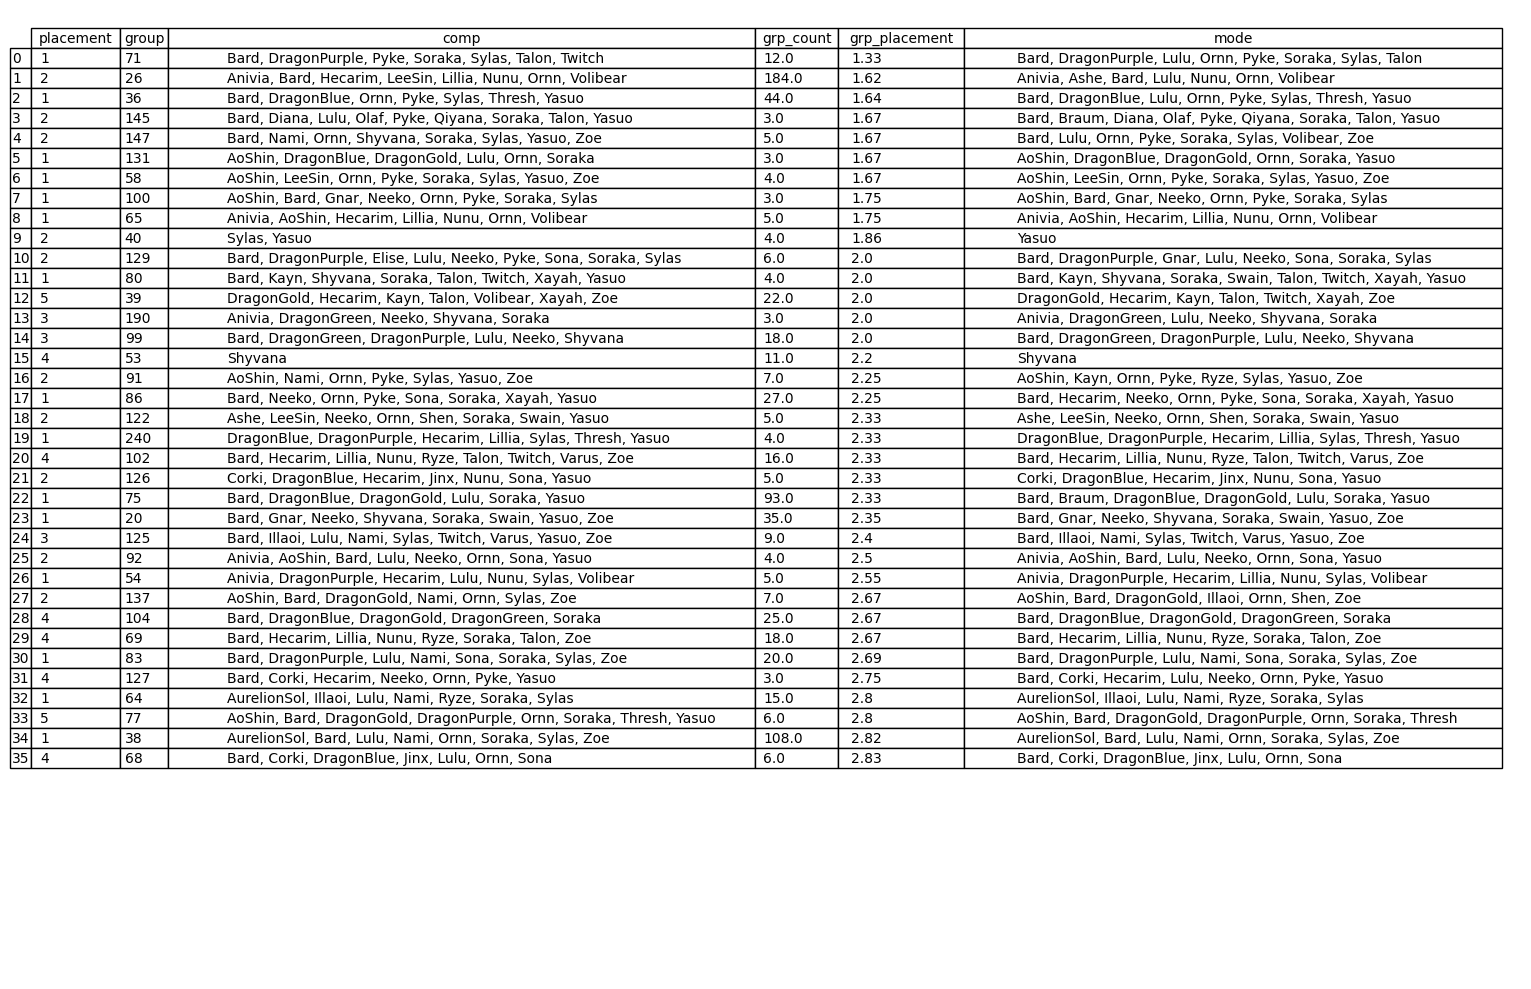 placement group comp grp_count grp_placement mode
0 1 71 Bard, DragonPurple, Pyke, Soraka, Sylas, Talon, Twitch 12.0 1.33 Bard, DragonPurple, Lulu, Ornn, Pyke, Soraka, Sylas, Talon
1 2 26 Anivia, Bard, Hecarim, LeeSin, Lillia, Nunu, Ornn, Volibear 184.0 1.62 Anivia, Ashe, Bard, Lulu, Nunu, Ornn, Volibear
2 1 36 Bard, DragonBlue, Ornn, Pyke, Sylas, Thresh, Yasuo 44.0 1.64 Bard, DragonBlue, Lulu, Ornn, Pyke, Sylas, Thresh, Yasuo
3 2 145 Bard, Diana, Lulu, Olaf, Pyke, Qiyana, Soraka, Talon, Yasuo 3.0 1.67 Bard, Braum, Diana, Olaf, Pyke, Qiyana, Soraka, Talon, Yasuo
4 2 147 Bard, Nami, Ornn, Shyvana, Soraka, Sylas, Yasuo, Zoe 5.0 1.67 Bard, Lulu, Ornn, Pyke, Soraka, Sylas, Volibear, Zoe
5 1 131 AoShin, DragonBlue, DragonGold, Lulu, Ornn, Soraka 3.0 1.67 AoShin, DragonBlue, DragonGold, Ornn, Soraka, Yasuo
6 1 58 AoShin, LeeSin, Ornn, Pyke, Soraka, Sylas, Yasuo, Zoe 4.0 1.67 AoShin, LeeSin, Ornn, Pyke, Soraka, Sylas, Yasuo, Zoe
7 1 100 AoShin, Bard, Gnar, Neeko, Ornn, Pyke, Soraka, Sylas 3.0 1.75 AoShin, Bard, Gnar, Neeko, Ornn, Pyke, Soraka, Sylas
8 1 65 Anivia, AoShin, Hecarim, Lillia, Nunu, Ornn, Volibear 5.0 1.75 Anivia, AoShin, Hecarim, Lillia, Nunu, Ornn, Volibear
9 2 40 Sylas, Yasuo 4.0 1.86 Yasuo
10 2 129 Bard, DragonPurple, Elise, Lulu, Neeko, Pyke, Sona, Soraka, Sylas 6.0 2.0 Bard, DragonPurple, Gnar, Lulu, Neeko, Sona, Soraka, Sylas
11 1 80 Bard, Kayn, Shyvana, Soraka, Talon, Twitch, Xayah, Yasuo 4.0 2.0 Bard, Kayn, Shyvana, Soraka, Swain, Talon, Twitch, Xayah, Yasuo
12 5 39 DragonGold, Hecarim, Kayn, Talon, Volibear, Xayah, Zoe 22.0 2.0 DragonGold, Hecarim, Kayn, Talon, Twitch, Xayah, Zoe
13 3 190 Anivia, DragonGreen, Neeko, Shyvana, Soraka 3.0 2.0 Anivia, DragonGreen, Lulu, Neeko, Shyvana, Soraka
14 3 99 Bard, DragonGreen, DragonPurple, Lulu, Neeko, Shyvana 18.0 2.0 Bard, DragonGreen, DragonPurple, Lulu, Neeko, Shyvana
15 4 53 Shyvana 11.0 2.2 Shyvana
16 2 91 AoShin, Nami, Ornn, Pyke, Sylas, Yasuo, Zoe 7.0 2.25 AoShin, Kayn, Ornn, Pyke, Ryze, Sylas, Yasuo, Zoe
17 1 86 Bard, Neeko, Ornn, Pyke, Sona, Soraka, Xayah, Yasuo 27.0 2.25 Bard, Hecarim, Neeko, Ornn, Pyke, Sona, Soraka, Xayah, Yasuo
18 2 122 Ashe, LeeSin, Neeko, Ornn, Shen, Soraka, Swain, Yasuo 5.0 2.33 Ashe, LeeSin, Neeko, Ornn, Shen, Soraka, Swain, Yasuo
19 1 240 DragonBlue, DragonPurple, Hecarim, Lillia, Sylas, Thresh, Yasuo 4.0 2.33 DragonBlue, DragonPurple, Hecarim, Lillia, Sylas, Thresh, Yasuo
20 4 102 Bard, Hecarim, Lillia, Nunu, Ryze, Talon, Twitch, Varus, Zoe 16.0 2.33 Bard, Hecarim, Lillia, Nunu, Ryze, Talon, Twitch, Varus, Zoe
21 2 126 Corki, DragonBlue, Hecarim, Jinx, Nunu, Sona, Yasuo 5.0 2.33 Corki, DragonBlue, Hecarim, Jinx, Nunu, Sona, Yasuo
22 1 75 Bard, DragonBlue, DragonGold, Lulu, Soraka, Yasuo 93.0 2.33 Bard, Braum, DragonBlue, DragonGold, Lulu, Soraka, Yasuo
23 1 20 Bard, Gnar, Neeko, Shyvana, Soraka, Swain, Yasuo, Zoe 35.0 2.35 Bard, Gnar, Neeko, Shyvana, Soraka, Swain, Yasuo, Zoe
24 3 125 Bard, Illaoi, Lulu, Nami, Sylas, Twitch, Varus, Yasuo, Zoe 9.0 2.4 Bard, Illaoi, Nami, Sylas, Twitch, Varus, Yasuo, Zoe
25 2 92 Anivia, AoShin, Bard, Lulu, Neeko, Ornn, Sona, Yasuo 4.0 2.5 Anivia, AoShin, Bard, Lulu, Neeko, Ornn, Sona, Yasuo
26 1 54 Anivia, DragonPurple, Hecarim, Lulu, Nunu, Sylas, Volibear 5.0 2.55 Anivia, DragonPurple, Hecarim, Lillia, Nunu, Sylas, Volibear
27 2 137 AoShin, Bard, DragonGold, Nami, Ornn, Sylas, Zoe 7.0 2.67 AoShin, Bard, DragonGold, Illaoi, Ornn, Shen, Zoe
28 4 104 Bard, DragonBlue, DragonGold, DragonGreen, Soraka 25.0 2.67 Bard, DragonBlue, DragonGold, DragonGreen, Soraka
29 4 69 Bard, Hecarim, Lillia, Nunu, Ryze, Soraka, Talon, Zoe 18.0 2.67 Bard, Hecarim, Lillia, Nunu, Ryze, Soraka, Talon, Zoe
30 1 83 Bard, DragonPurple, Lulu, Nami, Sona, Soraka, Sylas, Zoe 20.0 2.69 Bard, DragonPurple, Lulu, Nami, Sona, Soraka, Sylas, Zoe
31 4 127 Bard, Corki, Hecarim, Neeko, Ornn, Pyke, Yasuo 3.0 2.75 Bard, Corki, Hecarim, Lulu, Neeko, Ornn, Pyke, Yasuo
32 1 64 AurelionSol, Illaoi, Lulu, Nami, Ryze, Soraka, Sylas 15.0 2.8 AurelionSol, Illaoi, Lulu, Nami, Ryze, Soraka, Sylas
33 5 77 AoShin, Bard, DragonGold, DragonPurple, Ornn, Soraka, Thresh, Yasuo 6.0 2.8 AoShin, Bard, DragonGold, DragonPurple, Ornn, Soraka, Thresh
34 1 38 AurelionSol, Bard, Lulu, Nami, Ornn, Soraka, Sylas, Zoe 108.0 2.82 AurelionSol, Bard, Lulu, Nami, Ornn, Soraka, Sylas, Zoe
35 4 68 Bard, Corki, DragonBlue, Jinx, Lulu, Ornn, Sona 6.0 2.83 Bard, Corki, DragonBlue, Jinx, Lulu, Ornn, Sona